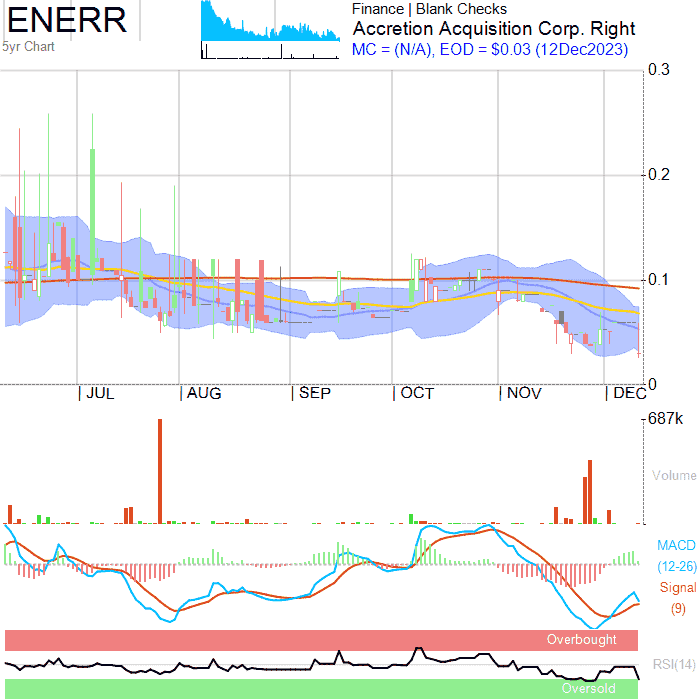 ENERR
5yr Chart
Finance | Blank Checks
Accretion Acquisition Corp. Right
MC = (N/A), EOD = $0.03 (12Dec2023)
0.3
0.2
0.1
0
| JUL | AUG | SEP | OCT | NOV | DEC
687k
Volume
MACD
(12-26)
Signal
(9)
Overbought
RSI(14)
Oversold